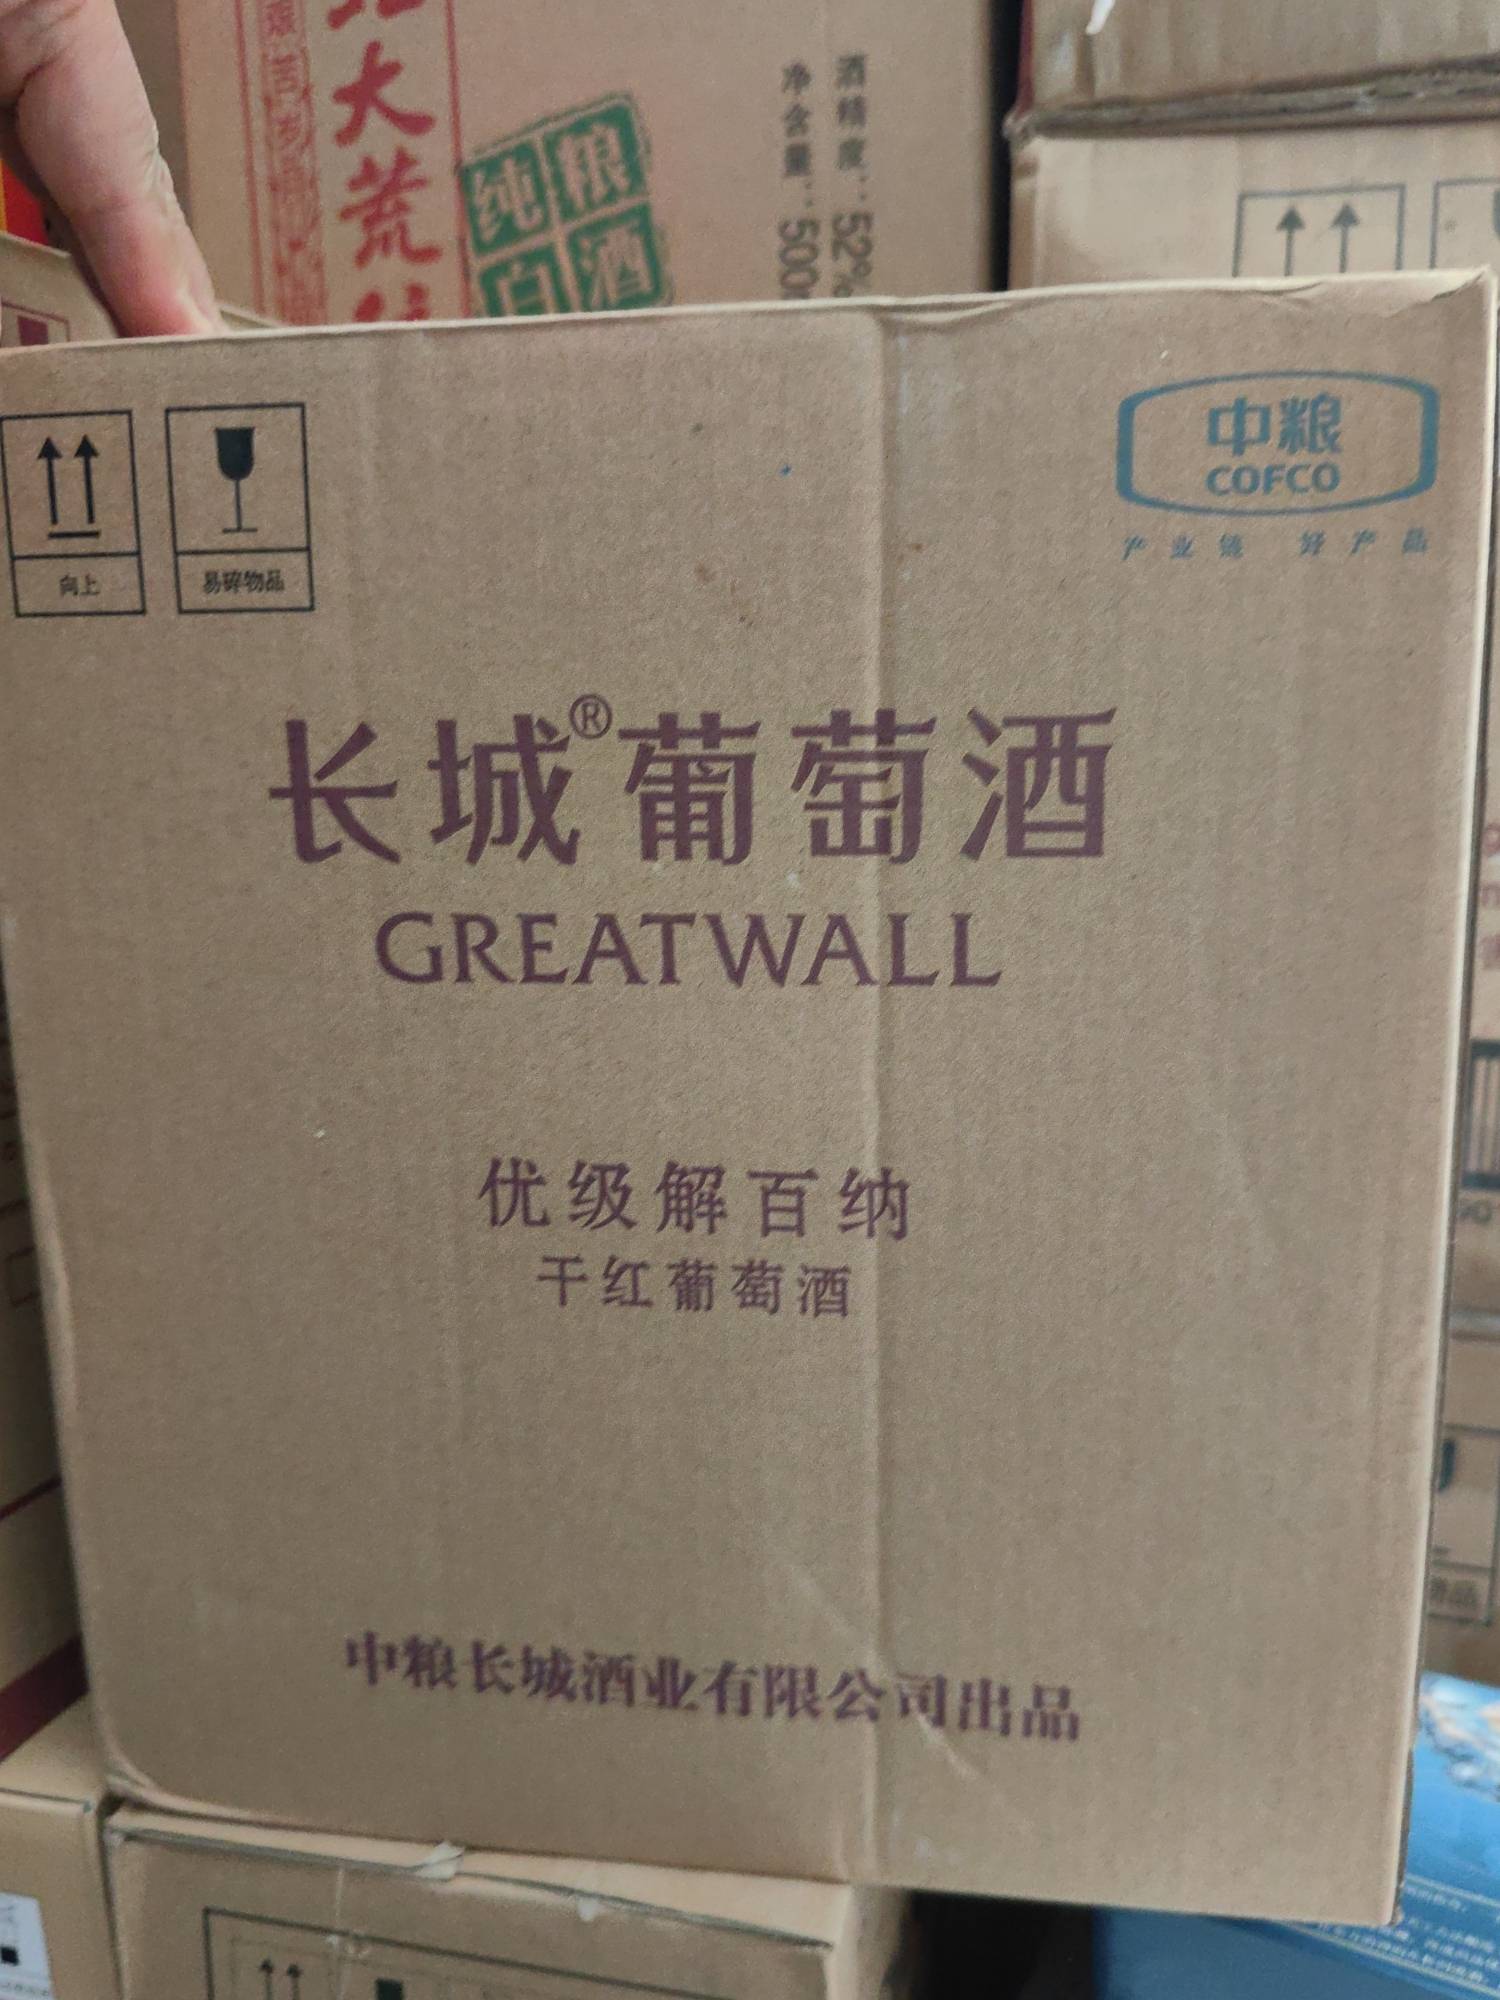 北大荒
纯粮
白酒
酒精度：52%
净含量：500
向上
易碎物品
中粮
COFCO
产业链 好产品
长城®葡萄酒
GREATWALL
优级解百纳
干红葡萄酒
中粮长城酒业有限公司出品